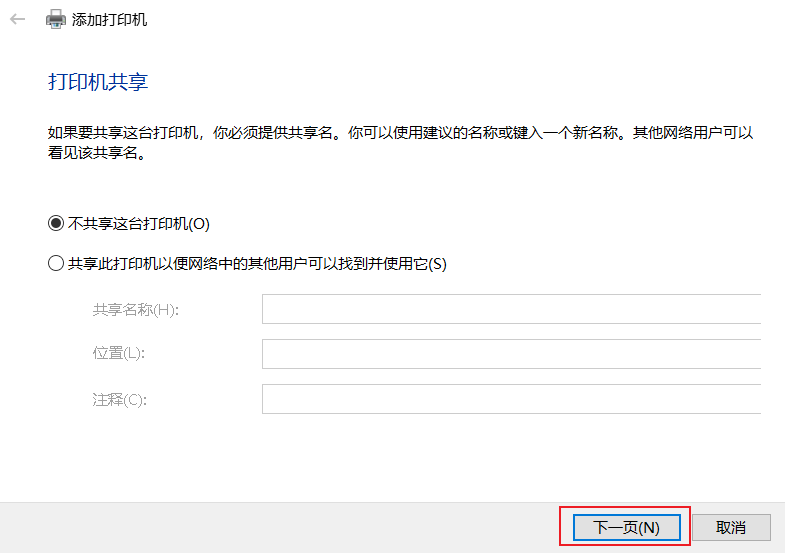 添加打印机
打印机共享
如果要共享这台打印机，你必须提供共享名。你可以使用建议的名称或键入一个新名称。其他网络用户可以
看见该共享名。
不共享这台打印机(O)
共享此打印机以便网络中的其他用户可以找到并使用它(S)
共享名称(H):
位置(L):
注释(C):
下一页(N)
取消